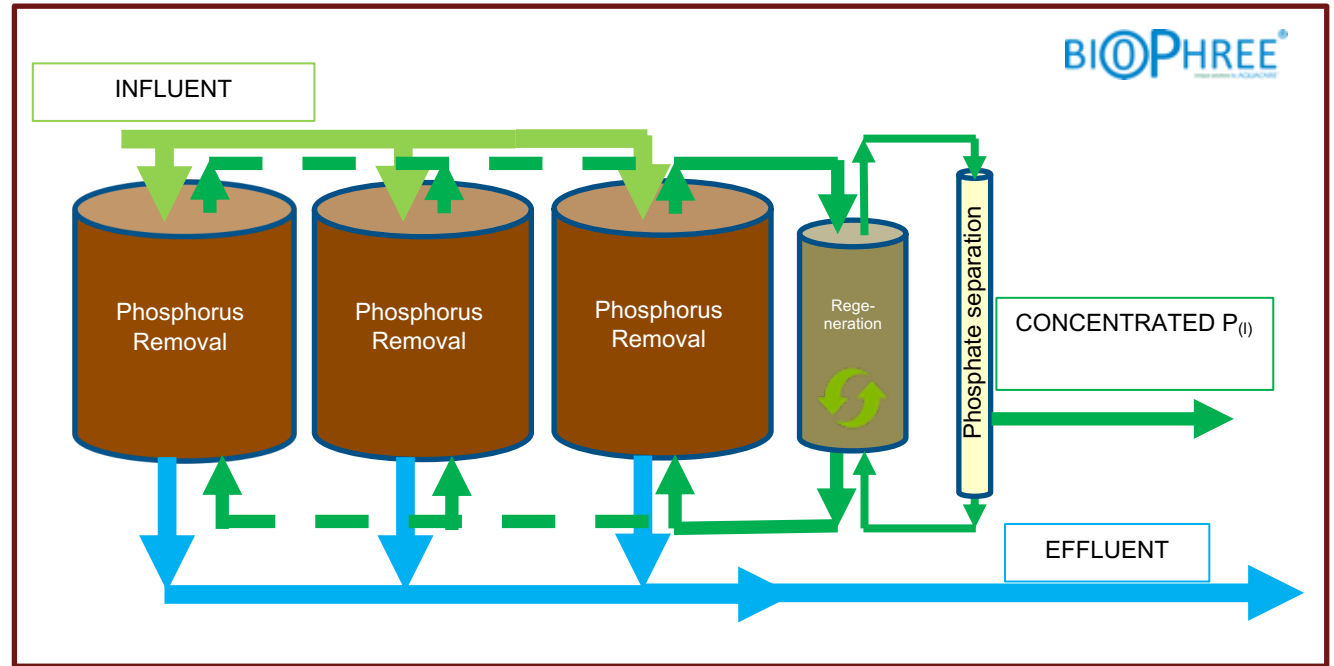 BIOPHREE®
INFLUENT
Phosphorus
Removal
Phosphorus
Removal
Phosphorus
Removal
Rege-
neration
Phosphate separation
CONCENTRATED P(l)
EFFLUENT